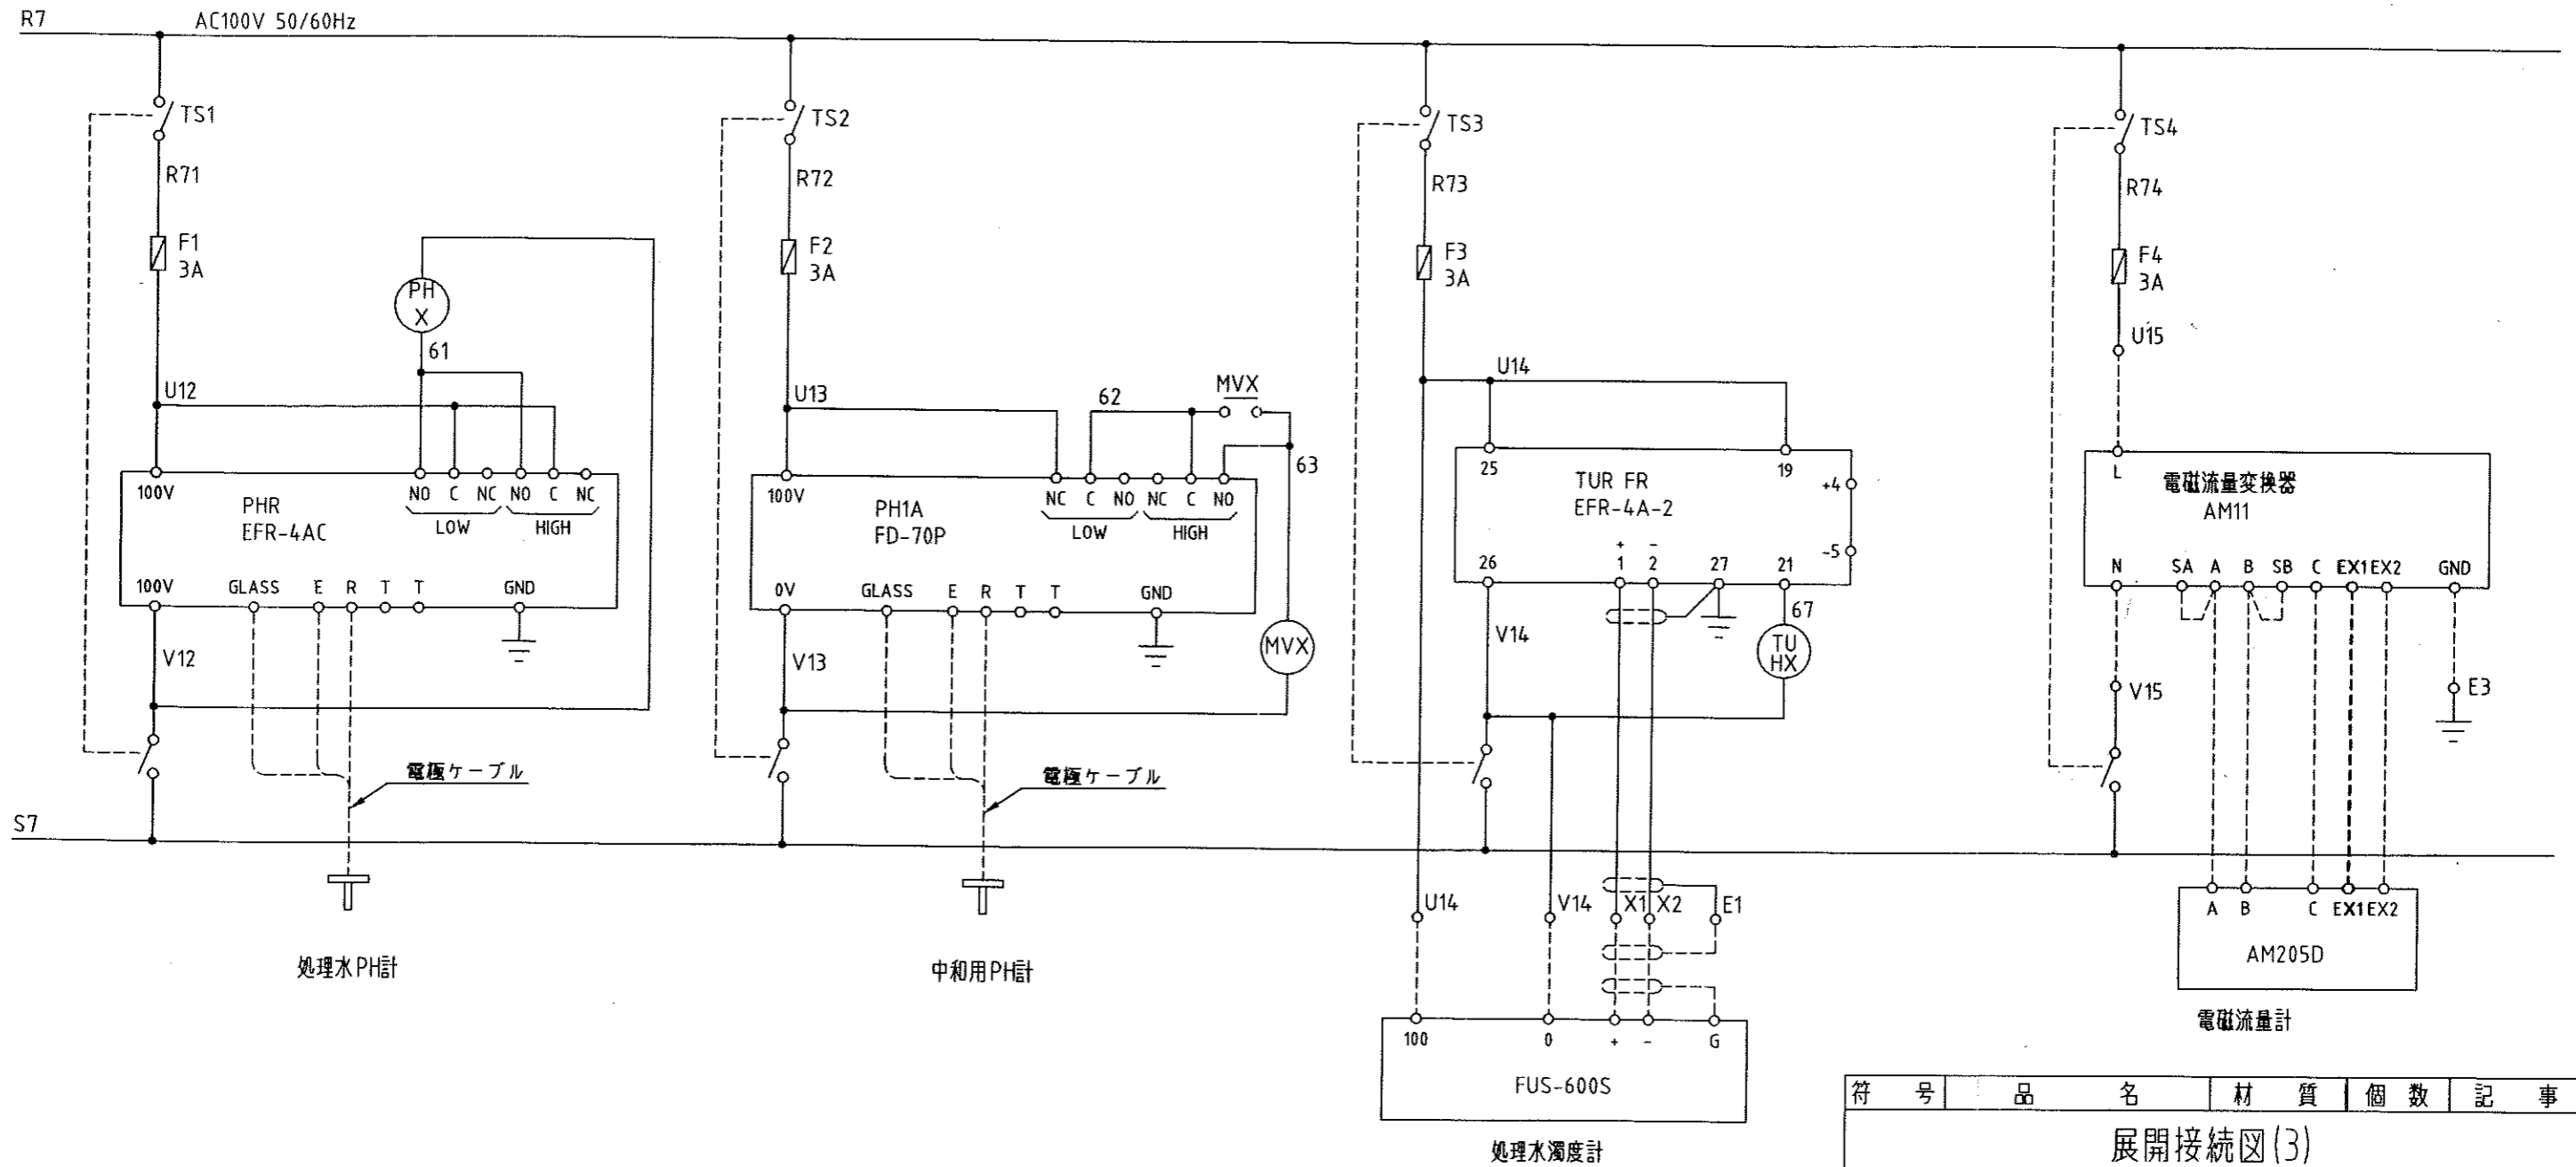 R7 AC100V 50/60Hz
TS1 TS2 TS3 TS4
R71 R72 R73 R74
F1 F2 F3 F4
3A 3A 3A 3A
PH
X
61
U12
U13
62
MVX
63
U14
U15
100V
PHR
EFR-4AC
NO C NC NO C NC
LOW HIGH
100V GLASS E R T T GND
V12
電極ケーブル
処理水PH計
100V
PH1A
FD-70P
NC C NO NC C NO
LOW HIGH
0V GLASS E R T T GND
V13
MVX
電極ケーブル
中和用PH計
25 19
TUR FR
EFR-4A-2
+4
-5
+ -
26 1 2 27 21
67
V14
TU
HX
U14 V14 X1 X2 E1
100 0 + - G
FUS-600S
処理水濁度計
L
電磁流量変換器
AM11
N SA A B SB C EX1 EX2 GND
V15
E3
A B C EX1 EX2
AM205D
電磁流量計
S7
符号 品名 材質 個数 記事
展開接続図(3)